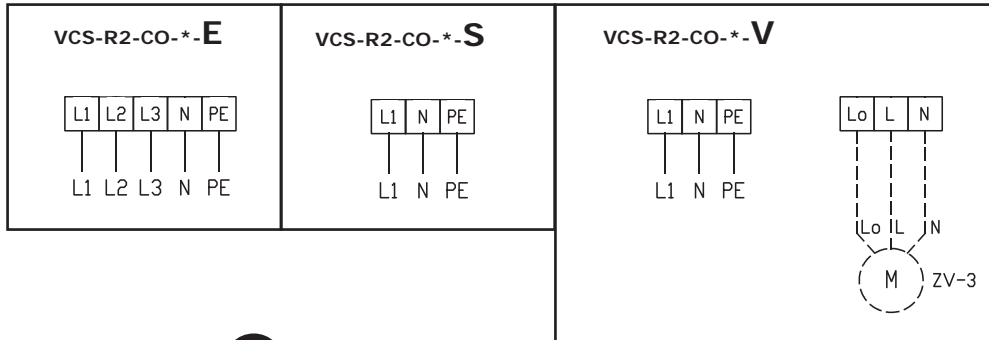 VCS-R2-CO-*-E
L1 L2 L3 N PE
L1 L2 L3 N PE
VCS-R2-CO-*-S
L1 N PE
L1 N PE
VCS-R2-CO-*-V
L1 N PE
L1 N PE
Lo L N
Lo L N
M ZV-3